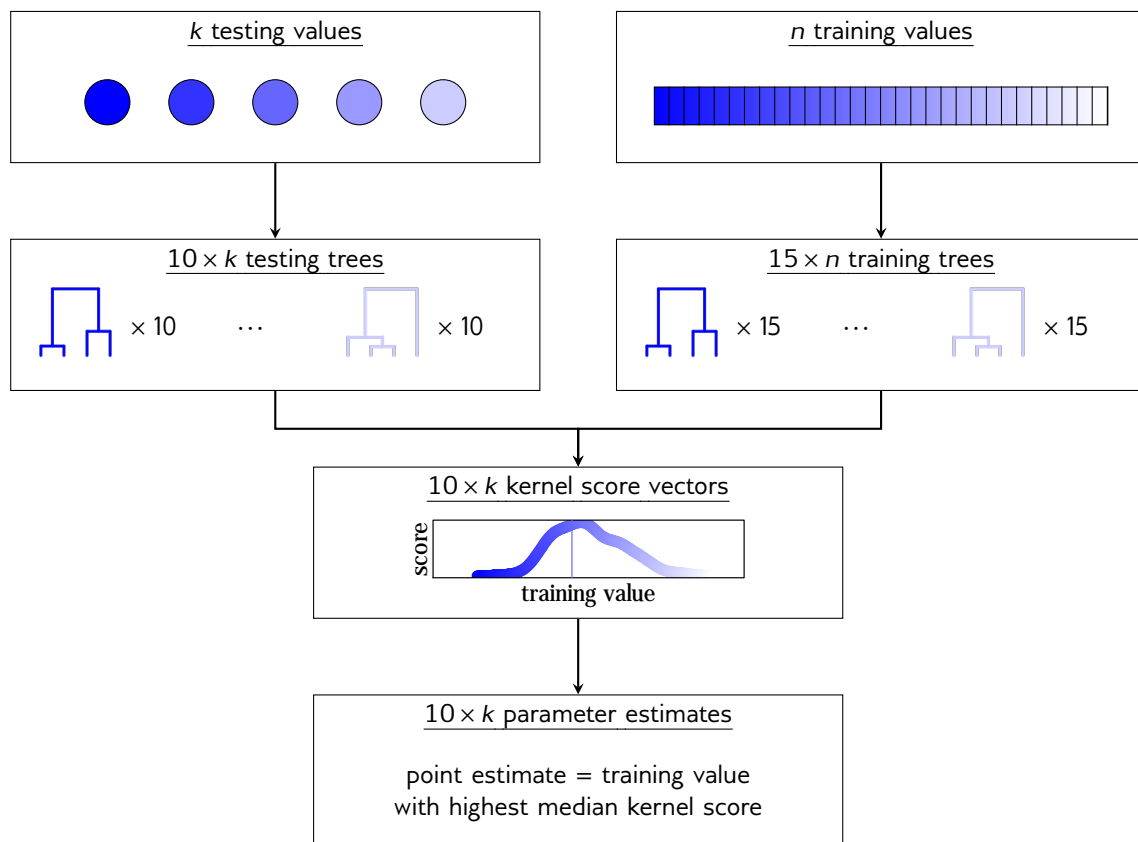 k testing values
n training values
10 × k testing trees
15 × n training trees
× 10 ... × 10
× 15 ... × 15
10 × k kernel score vectors
score
training value
10 × k parameter estimates
point estimate = training value
with highest median kernel score